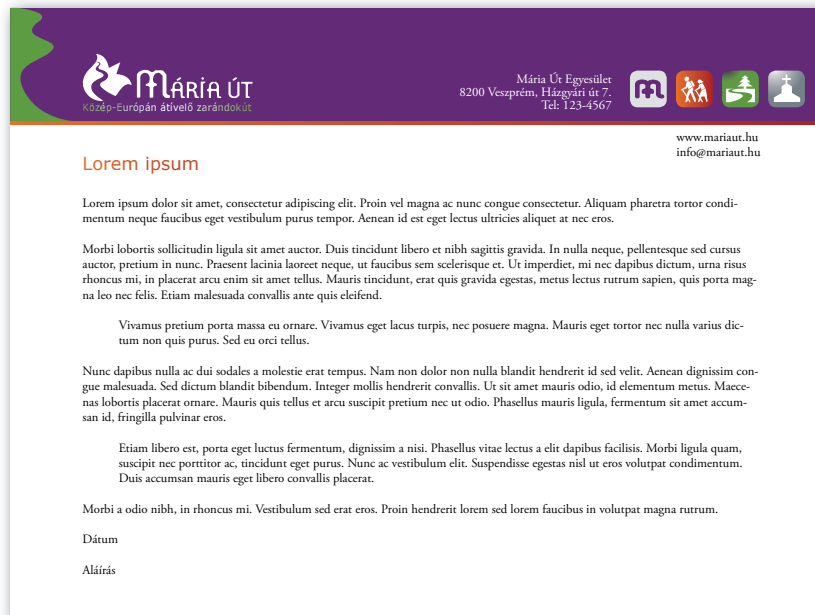 MÁRIA ÚT
Közép-Európán átívelő zarándokút
Mária Út Egyesület
8200 Veszprém, Házgyári út 7.
Tel: 123-4567
www.mariaut.hu
info@mariaut.hu
Lorem ipsum
Lorem ipsum dolor sit amet, consectetur adipiscing elit. Proin vel magna ac nunc congue consectetur. Aliquam pharetra tortor condi-
mentum neque faucibus eget vestibulum purus tempor. Aenean id est eget lectus ultricies aliquet at nec eros.
Morbi lobortis sollicitudin ligula sit amet auctor. Duis tincidunt libero et nibh sagittis gravida. In nulla neque, pellentesque sed cursus
auctor, pretium in nunc. Praesent lacinia laoreet neque, ut faucibus sem scelerisque et. Ut imperdiet, mi nec dapibus dictum, urna risus
rhoncus mi, in placerat arcu enim sit amet tellus. Mauris tincidunt, erat quis gravida egestas, metus lectus rutrum sapien, quis porta mag-
na leo nec felis. Etiam malesuada convallis ante quis eleifend.
Vivamus pretium porta massa eu ornare. Vivamus eget lacus turpis, nec posuere magna. Mauris eget tortor nec nulla varius dic-
tum non quis purus. Sed eu orci tellus.
Nunc dapibus nulla ac dui sodales a molestie erat tempus. Nam non dolor non nulla blandit hendrerit id sed velit. Aenean dignissim con-
gue malesuada. Sed dictum blandit bibendum. Integer mollis hendrerit convallis. Ut sit amet mauris odio, id elementum metus. Maece-
nas lobortis placerat ornare. Mauris quis tellus et arcu suscipit pretium nec ut odio. Phasellus mauris ligula, fermentum sit amet accum-
san id, fringilla pulvinar eros.
Etiam libero est, porta eget luctus fermentum, dignissim a nisi. Phasellus vitae lectus a elit dapibus facilisis. Morbi ligula quam,
suscipit nec porttitor ac, tincidunt eget purus. Nunc ac vestibulum elit. Suspendisse egestas nisl ut eros volutpat condimentum.
Duis accumsan mauris eget libero convallis placerat.
Morbi a odio nibh, in rhoncus mi. Vestibulum sed erat eros. Proin hendrerit lorem sed lorem faucibus in volutpat magna rutrum.
Dátum
Aláírás